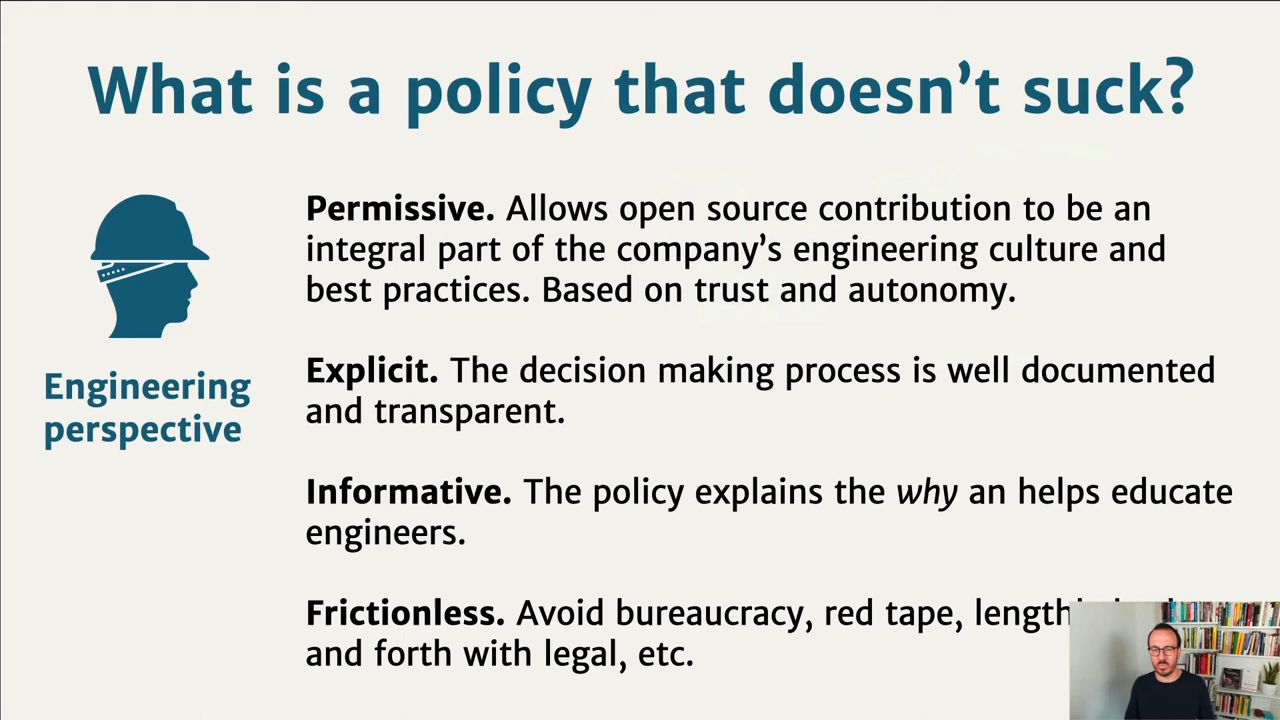 What is a policy that doesn’t suck?
Engineering
perspective
Permissive. Allows open source contribution to be an
integral part of the company’s engineering culture and
best practices. Based on trust and autonomy.
Explicit. The decision making process is well documented
and transparent.
Informative. The policy explains the why an helps educate
engineers.
Frictionless. Avoid bureaucracy, red tape,
and forth with legal, etc.